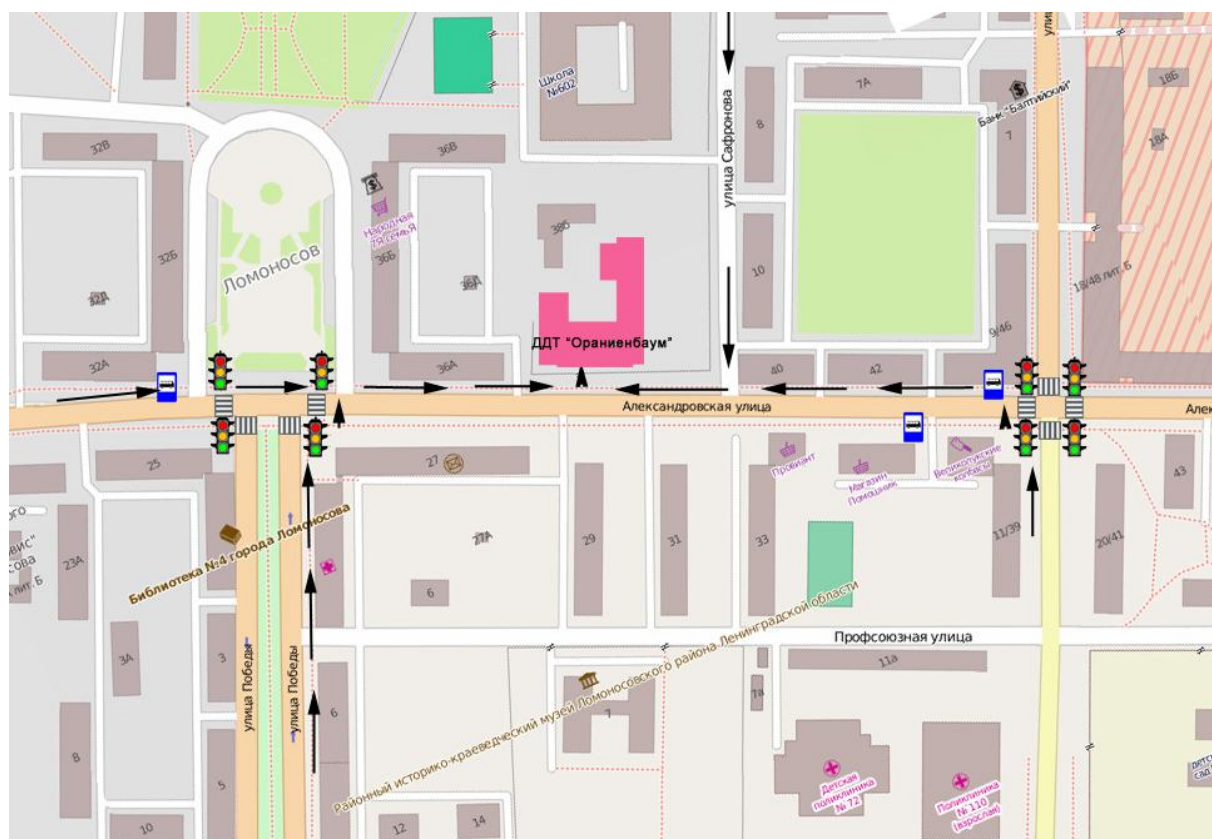 Школа
№602
7А
18Б
Банк "Балтийский"
8
7
18А
32В
36В
улица Сафронова
38б
Народная
7Я семьЯ
32Б
36Б
Ломоносов
10
32Д
36Д
18/48 лит. Б
9/46
ДДТ "Ораниенбаум"
32А
36А
40
42
Александровская улица
25
27
Провиант
Магазин
Помощник
Великолукские
колбасы
43
27А
23А
29
31
33
11/39
20/41
Библиотека №4 города Ломоносова
6
Профсоюзная улица
3А
3
11а
улица Победы
улица Победы
6
7
7а
Районный историко-краеведческий музей Ломоносовского района Ленинградской области
8
5
Детская
поликлиника
№ 72
Поликлиника
№ 110
(взрослая)
10
12
14